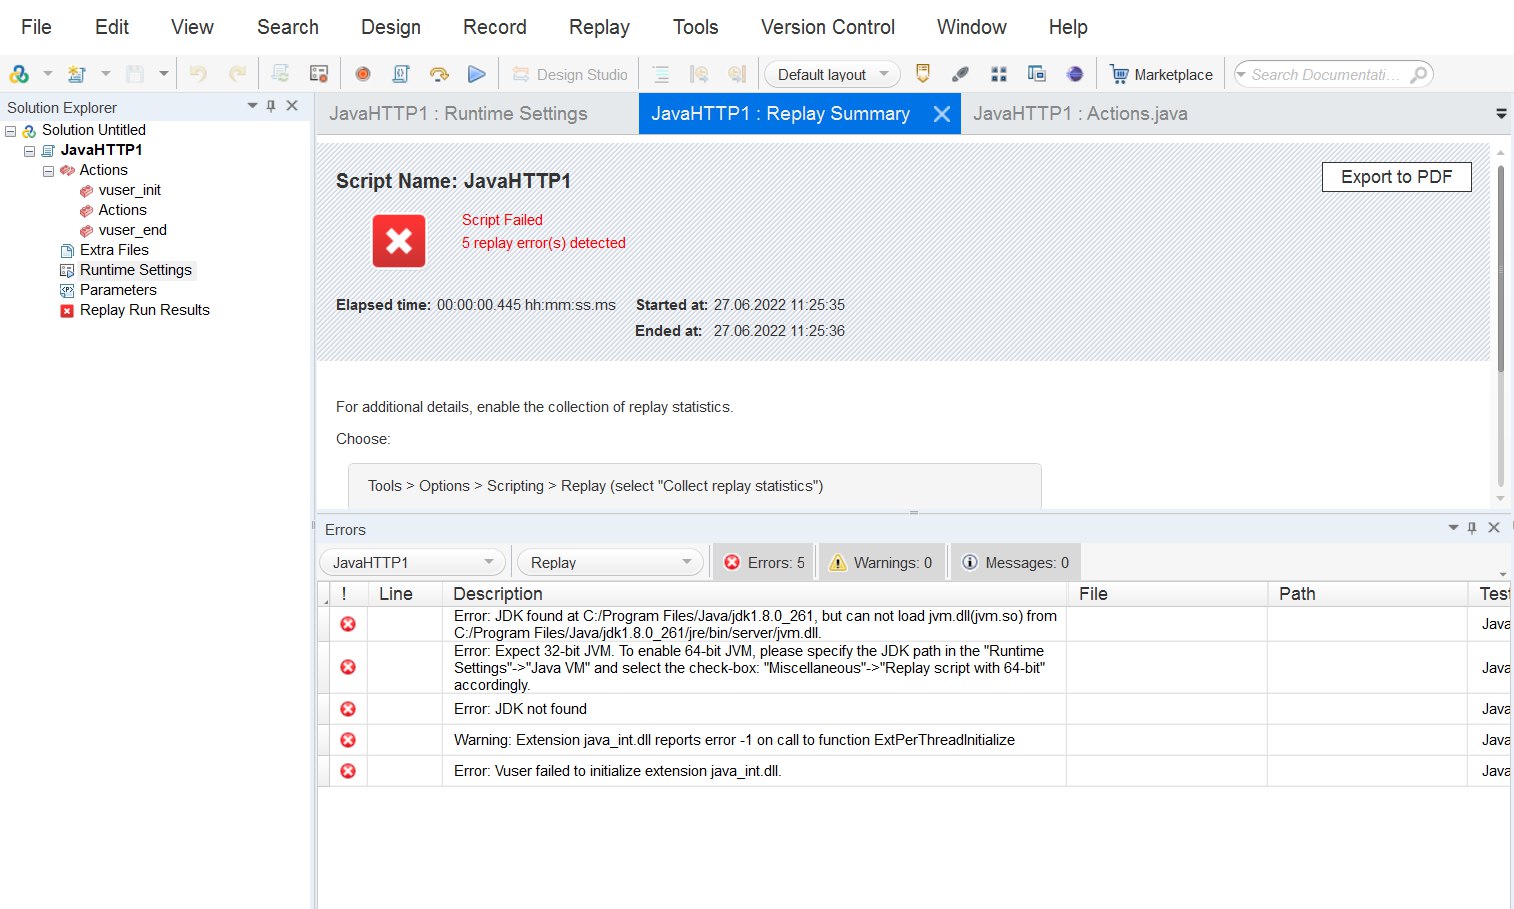 File Edit View Search Design Record Replay Tools Version Control Window Help
Design Studio Default layout Marketplace Search Documentati...
Solution Explorer
Solution Untitled
JavaHTTP1
Actions
vuser_init
Actions
vuser_end
Extra Files
Runtime Settings
Parameters
Replay Run Results
JavaHTTP1 : Runtime Settings JavaHTTP1 : Replay Summary JavaHTTP1 : Actions.java
Script Name: JavaHTTP1
Export to PDF
Script Failed
5 replay error(s) detected
Elapsed time: 00:00:00.445 hh:mm:ss.ms Started at: 27.06.2022 11:25:35
Ended at: 27.06.2022 11:25:36
For additional details, enable the collection of replay statistics.
Choose:
Tools > Options > Scripting > Replay (select "Collect replay statistics")
Errors
JavaHTTP1 Replay Errors: 5 Warnings: 0 Messages: 0
! Line Description File Path Test
Error: JDK found at C:/Program Files/Java/jdk1.8.0_261, but can not load jvm.dll(jvm.so) from
C:/Program Files/Java/jdk1.8.0_261/jre/bin/server/jvm.dll.
Java
Error: Expect 32-bit JVM. To enable 64-bit JVM, please specify the JDK path in the "Runtime
Settings"->"Java VM" and select the check-box: "Miscellaneous"->"Replay script with 64-bit"
accordingly.
Java
Error: JDK not found Java
Warning: Extension java_int.dll reports error -1 on call to function ExtPerThreadInitialize Java
Error: Vuser failed to initialize extension java_int.dll. Java